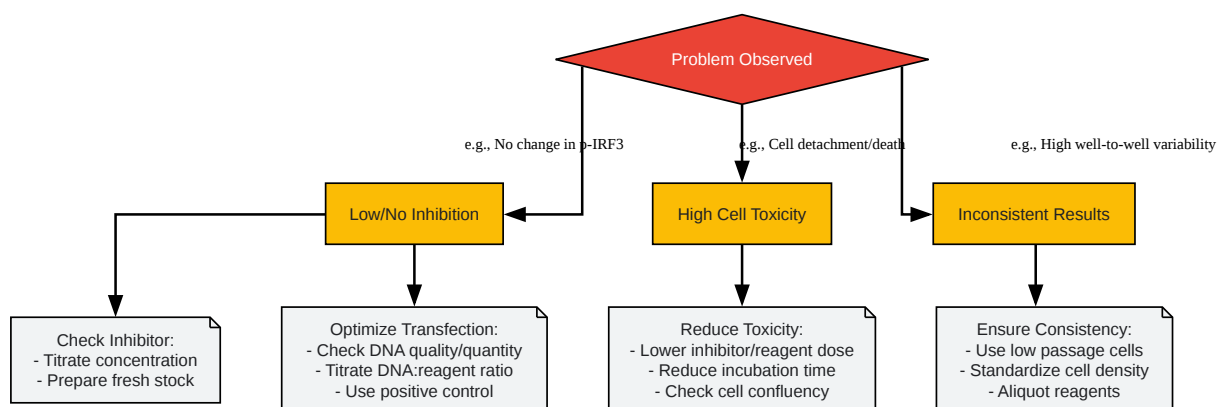 Problem Observed
e.g., No change in p-IRF3
e.g., Cell detachment/death
e.g., High well-to-well variability
Low/No Inhibition
High Cell Toxicity
Inconsistent Results
Check Inhibitor:
- Titrate concentration
- Prepare fresh stock
Optimize Transfection:
- Check DNA quality/quantity
- Titrate DNA:reagent ratio
- Use positive control
Reduce Toxicity:
- Lower inhibitor/reagent dose
- Reduce incubation time
- Check cell confluency
Ensure Consistency:
- Use low passage cells
- Standardize cell density
- Aliquot reagents